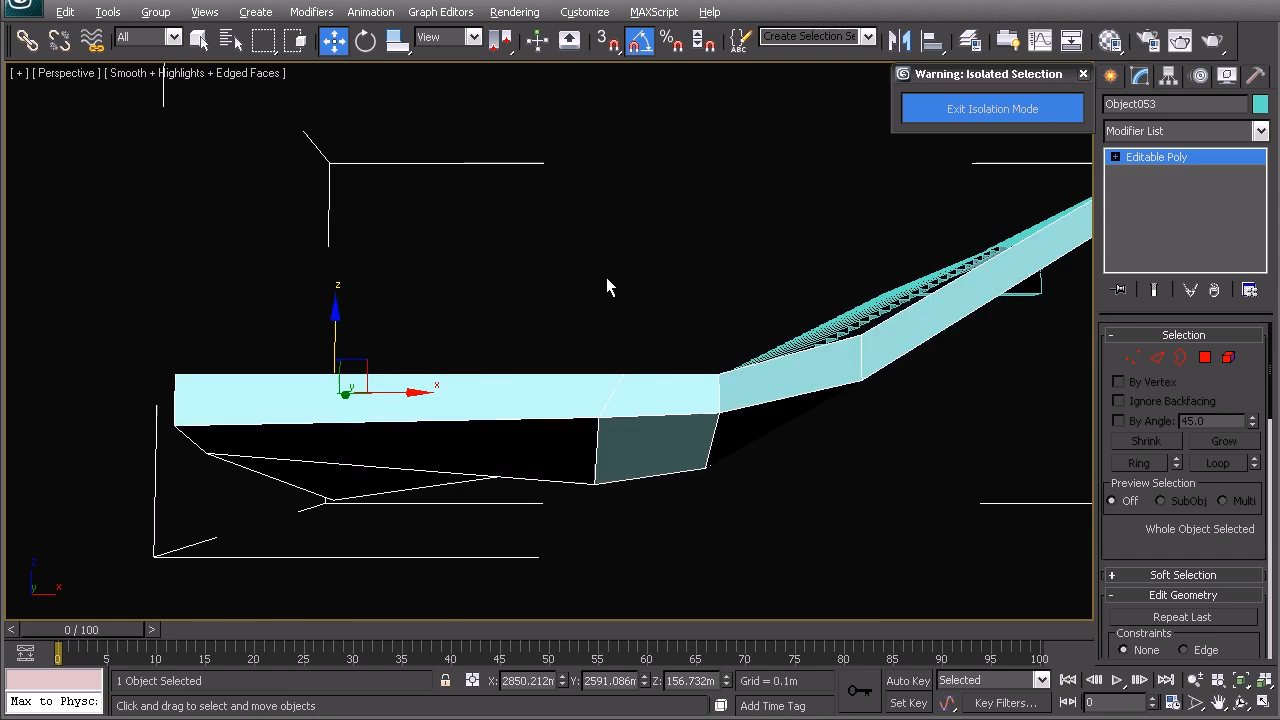 Edit Tools Group Views Create Modifiers Animation Graph Editors Rendering Customize MAXScript Help
All View 3 Create Selection Se
[ + ] [ Perspective ] [ Smooth + Highlights + Edged Faces ]
Warning: Isolated Selection
Exit Isolation Mode
Object053
Modifier List
Editable Poly
z
x
y
Selection
By Vertex
Ignore Backfacing
By Angle: 45.0
Shrink Grow
Ring Loop
Preview Selection
Off SubObj Multi
Whole Object Selected
z
y x
Soft Selection
Edit Geometry
Repeat Last
Constraints
None Edge
0 / 100
0 5 10 15 20 25 30 35 40 45 50 55 60 65 70 75 80 85 90 95 100
1 Object Selected X: 2850.212m Y: 2591.086m Z: 156.732m Grid = 0.1m Auto Key Selected
Max to Physc: Click and drag to select and move objects Add Time Tag Set Key Key Filters... 0